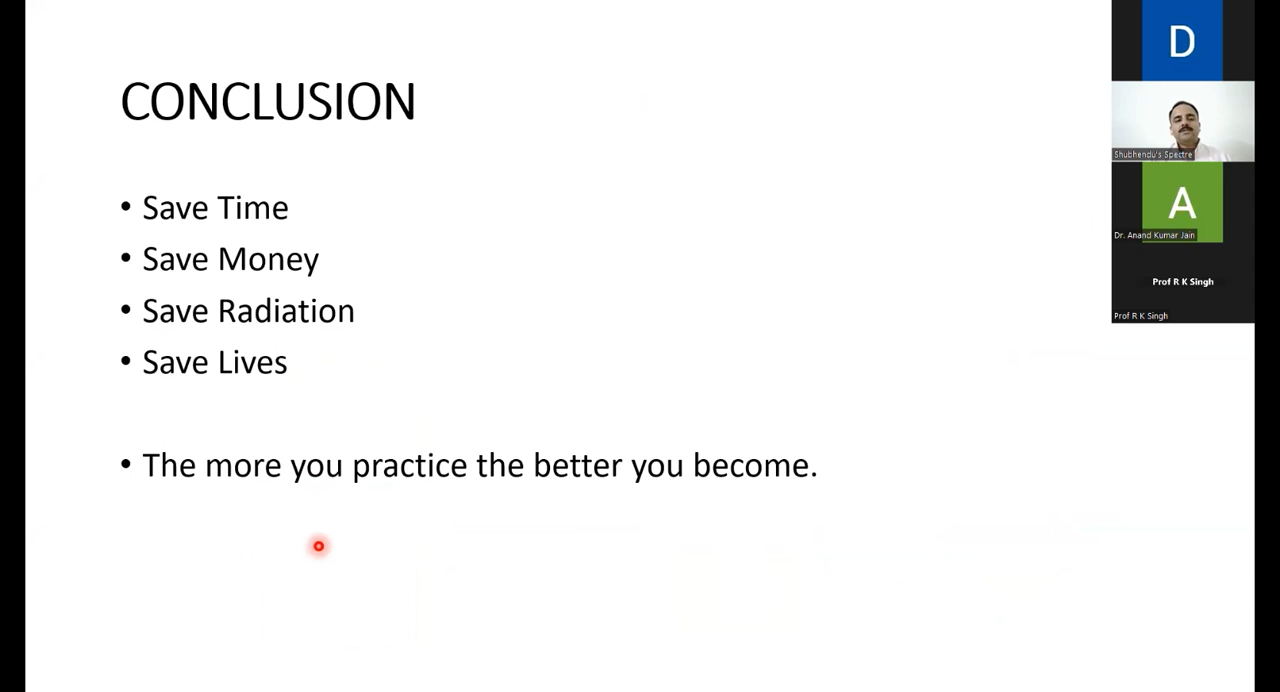 CONCLUSION
• Save Time
• Save Money
• Save Radiation
• Save Lives
• The more you practice the better you become.
D
Shubhendu's Spectre
A
Dr. Anand Kumar Jain
Prof R K Singh
Prof R K Singh